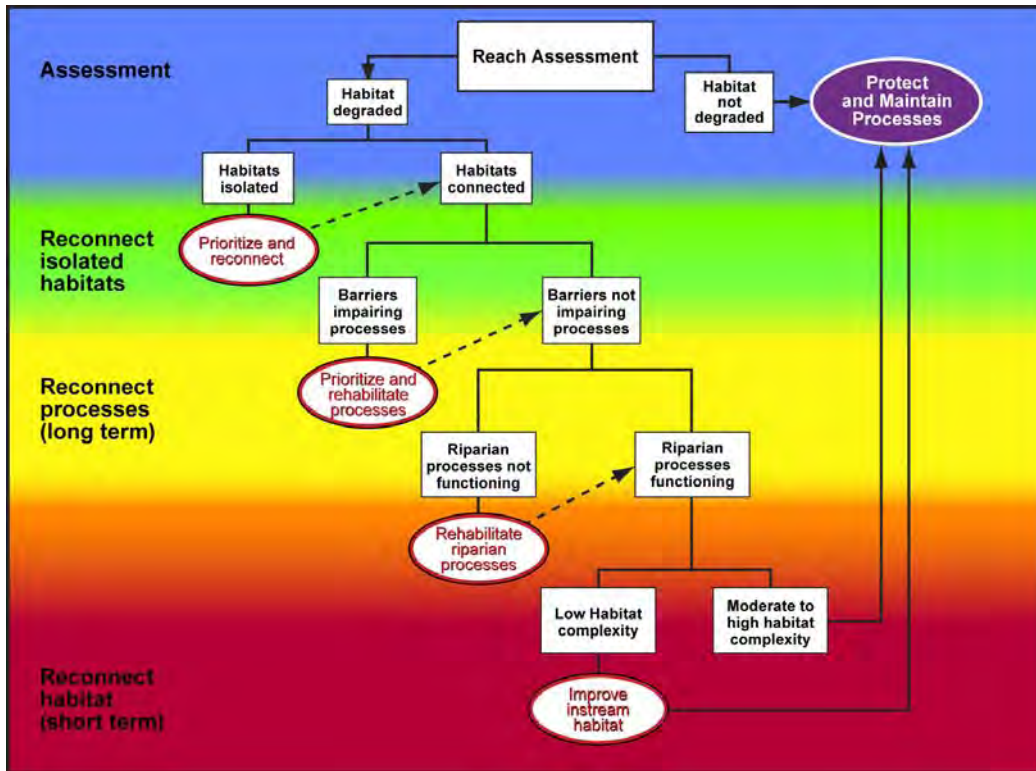 Assessment
Reach Assessment
Habitat
degraded
Habitat
not
degraded
Protect
and Maintain
Processes
Habitats
isolated
Habitats
connected
Reconnect
isolated
habitats
Prioritize and
reconnect
Barriers
impairing
processes
Barriers not
impairing
processes
Reconnect
processes
(long term)
Prioritize and
rehabilitate
processes
Riparian
processes not
functioning
Riparian
processes
functioning
Rehabilitate
riparian
processes
Low Habitat
complexity
Moderate to
high habitat
complexity
Reconnect
habitat
(short term)
Improve
instream
habitat